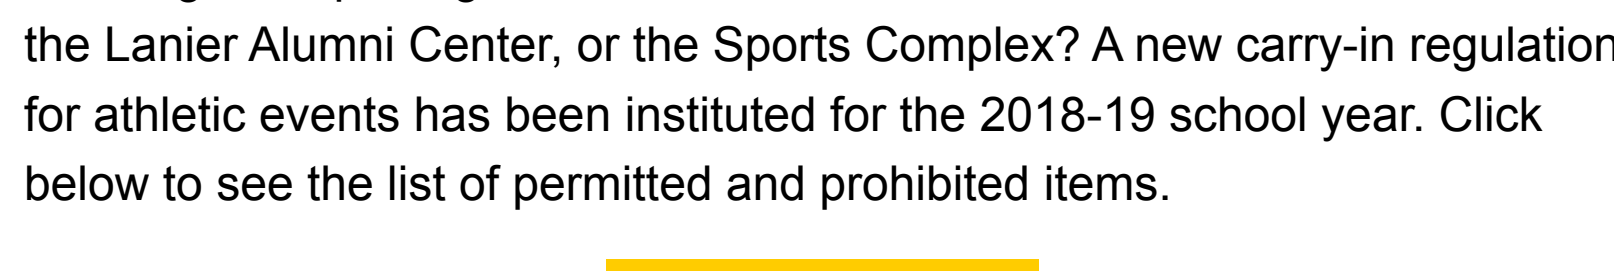 the Lanier Alumni Center, or the Sports Complex? A new carry-in regulation
for athletic events has been instituted for the 2018-19 school year. Click
below to see the list of permitted and prohibited items.